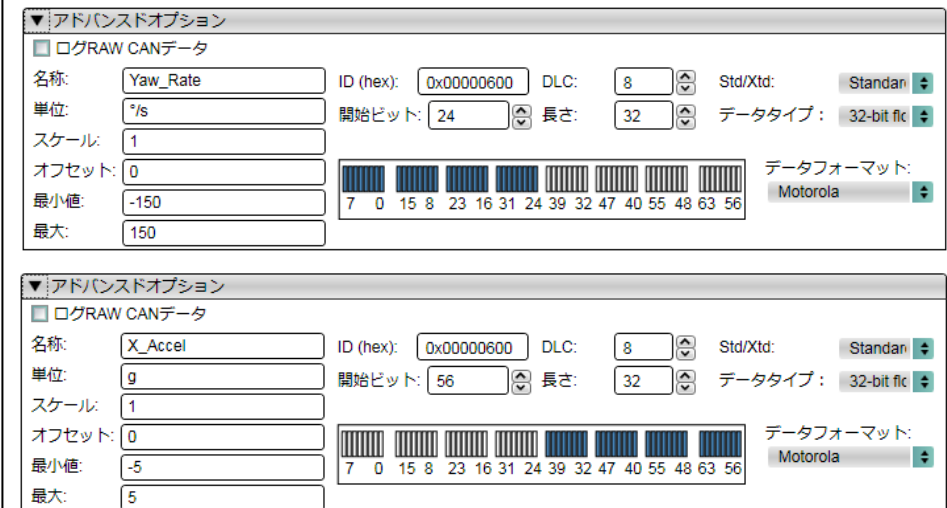 ▼ アドバンスドオプション
ログRAW CANデータ
名称: Yaw_Rate ID (hex): 0x00000600 DLC: 8 Std/Xtd: Standar
単位: °/s 開始ビット: 24 長さ: 32 データタイプ: 32-bit flc
スケール: 1
オフセット: 0 データフォーマット:
最小値: -150 7 0 15 8 23 16 31 24 39 32 47 40 55 48 63 56 Motorola
最大: 150
▼ アドバンスドオプション
ログRAW CANデータ
名称: X_Accel ID (hex): 0x00000600 DLC: 8 Std/Xtd: Standar
単位: g 開始ビット: 56 長さ: 32 データタイプ: 32-bit flc
スケール: 1
オフセット: 0 データフォーマット:
最小値: -5 7 0 15 8 23 16 31 24 39 32 47 40 55 48 63 56 Motorola
最大: 5